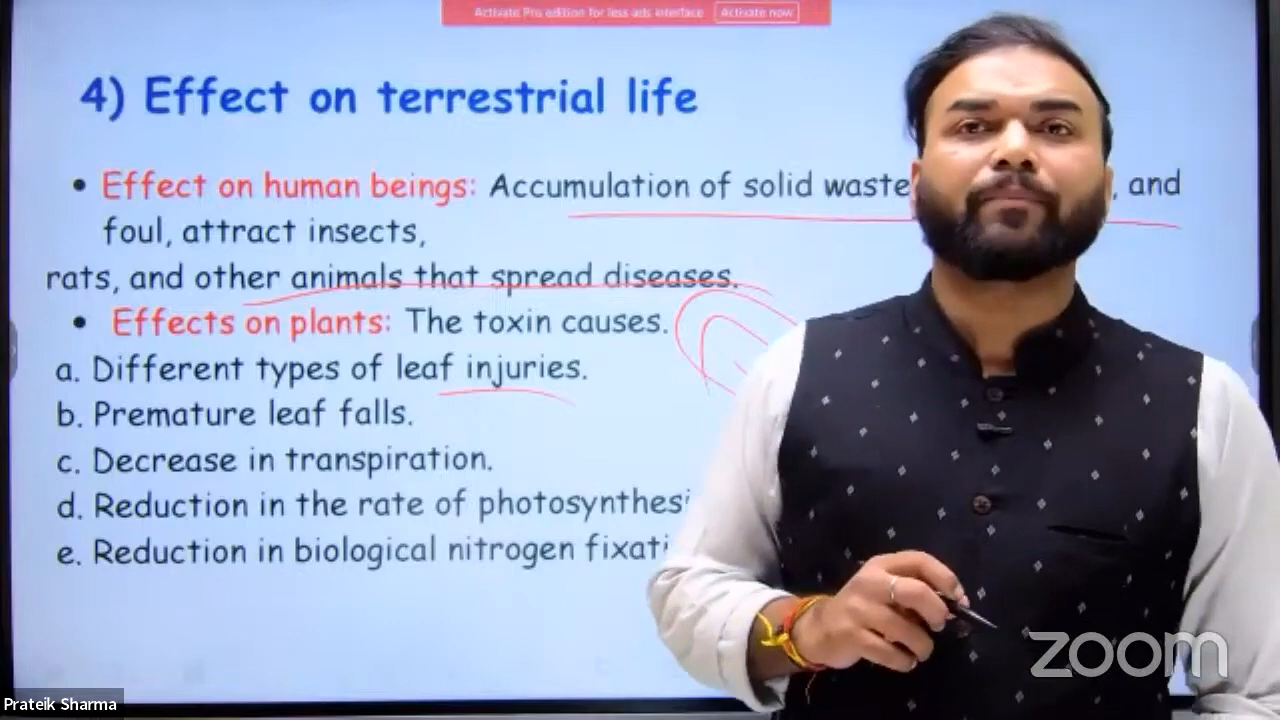 Activate Pro edition for less ads interface Activate now
4) Effect on terrestrial life
• Effect on human beings: Accumulation of solid waste , and
foul, attract insects,
rats, and other animals that spread diseases.
• Effects on plants: The toxin causes.
a. Different types of leaf injuries.
b. Premature leaf falls.
c. Decrease in transpiration.
d. Reduction in the rate of
e. Reduction in biological nitrogen
zoom
Prateik Sharma